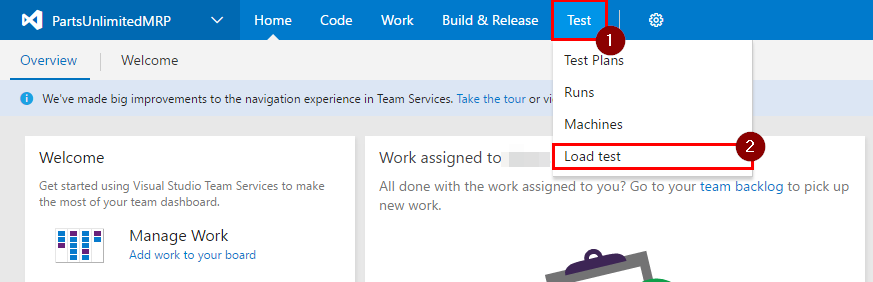 PartsUnlimitedMRP Home Code Work Build & Release Test
1
Overview Welcome
Test Plans
We've made big improvements to the navigation experience in Team Services. Take the tour or
Runs
Machines
2
Load test
Welcome
Get started using Visual Studio Team Services to make
the most of your team dashboard.
Manage Work
Add work to your board
Work assigned to
All done with the work assigned to you? Go to your team backlog to pick up
new work.